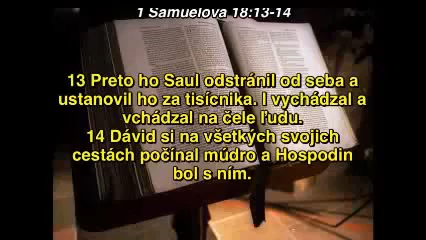 1 Samuelova 18:13-14
13 Preto ho Saul odstránil od seba a
ustanovil ho za tisícnika. I vychádzal a
vchádzal na čele ľudu.
14 Dávid si na všetkých svojich
cestách počínal múdro a Hospodin
bol s ním.